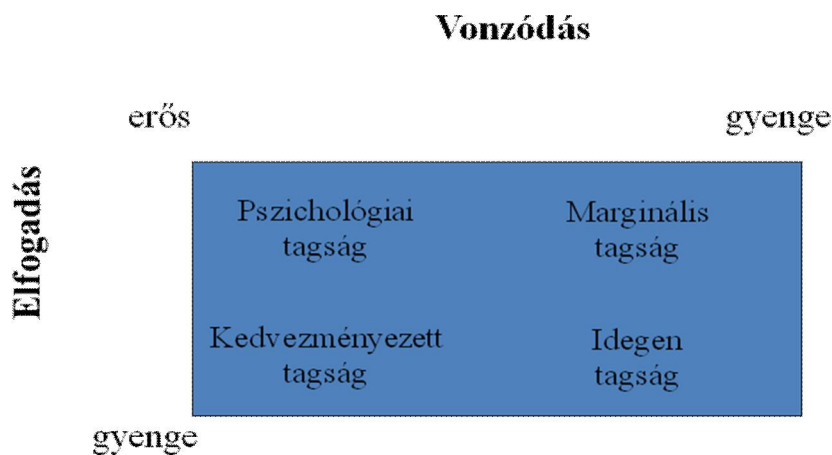 Vonzódás
erős gyenge
Elfogadás
Pszichológiai Marginális
tagság tagság
Kedvezményezett Idegen
tagság tagság
gyenge